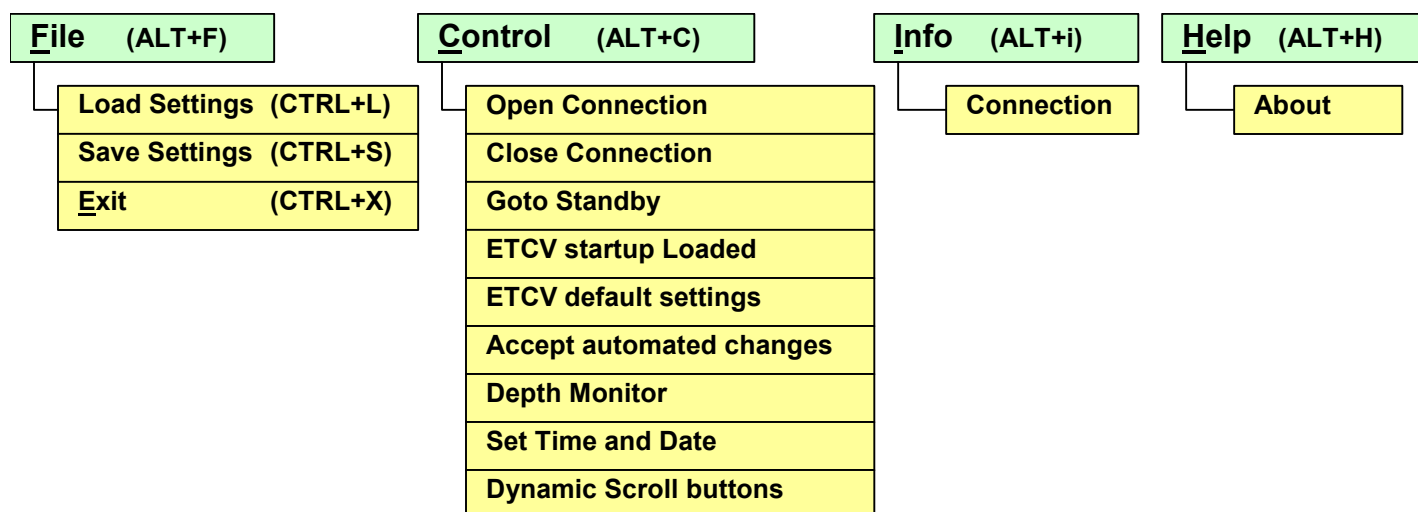 File (ALT+F)
Load Settings (CTRL+L)
Save Settings (CTRL+S)
Exit (CTRL+X)
Control (ALT+C)
Open Connection
Close Connection
Goto Standby
ETCV startup Loaded
ETCV default settings
Accept automated changes
Depth Monitor
Set Time and Date
Dynamic Scroll buttons
Info (ALT+i)
Connection
Help (ALT+H)
About